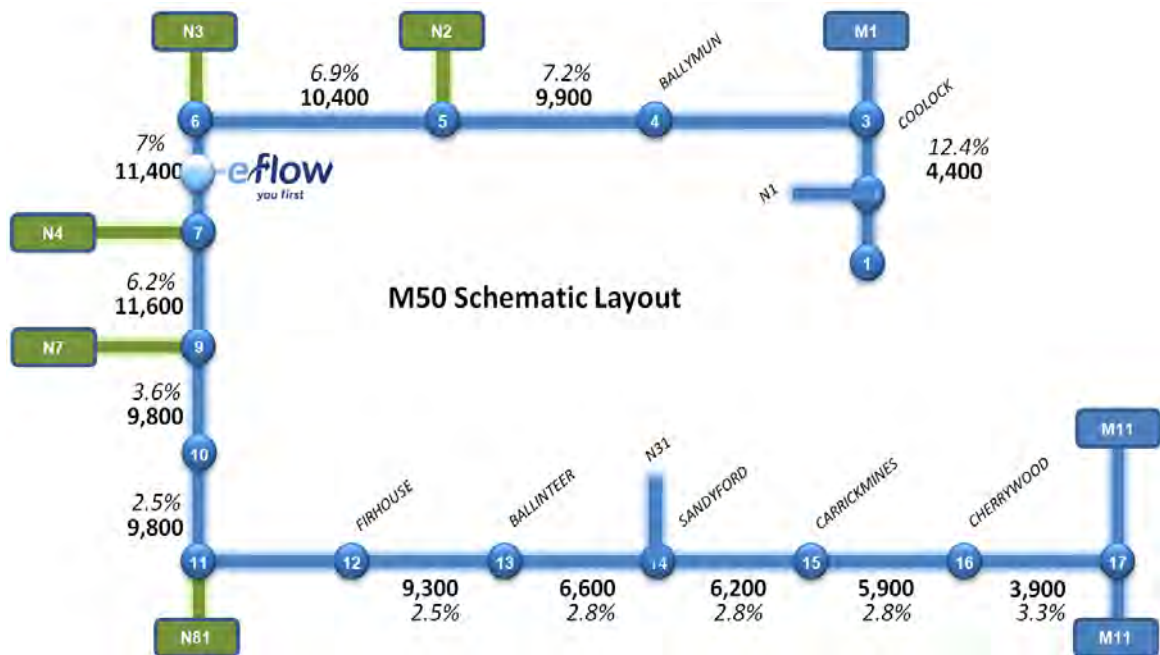 N3
N2
M1
6.9%
10,400
7.2%
9,900
BALLYMUN
COOLOCK
6
5
4
3
7%
11,400
e-flow
you first
12.4%
4,400
N1
N4
7
1
6.2%
11,600
M50 Schematic Layout
N7
9
3.6%
9,800
10
M11
N31
2.5%
9,800
FIRHOUSE
BALLINTEER
SANDYFORD
CARRICKMINES
CHERRYWOOD
11
12
13
14
15
16
17
9,300
6,600
6,200
5,900
3,900
2.5%
2.8%
2.8%
2.8%
3.3%
N81
M11